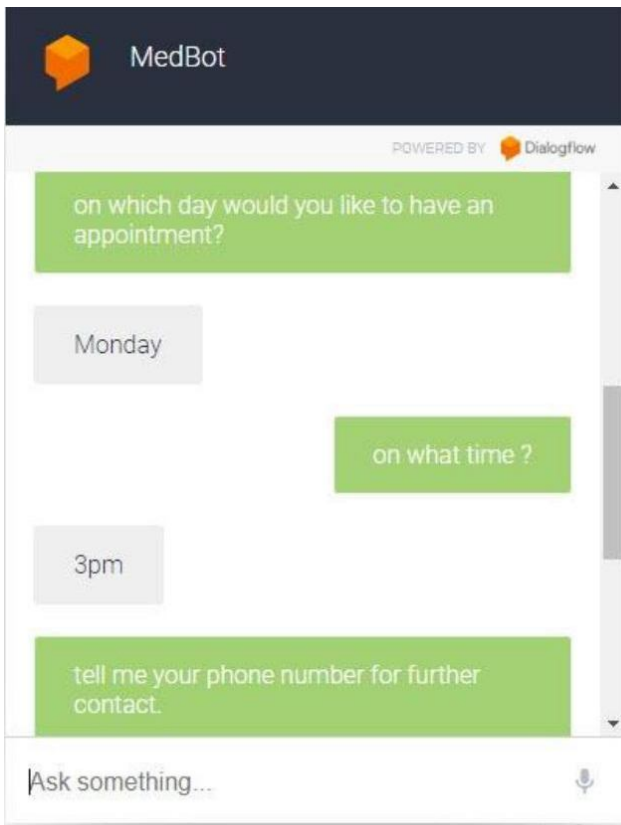 MedBot
POWERED BY Dialogflow
on which day would you like to have an
appointment?
Monday
on what time ?
3pm
tell me your phone number for further
contact.
Ask something...